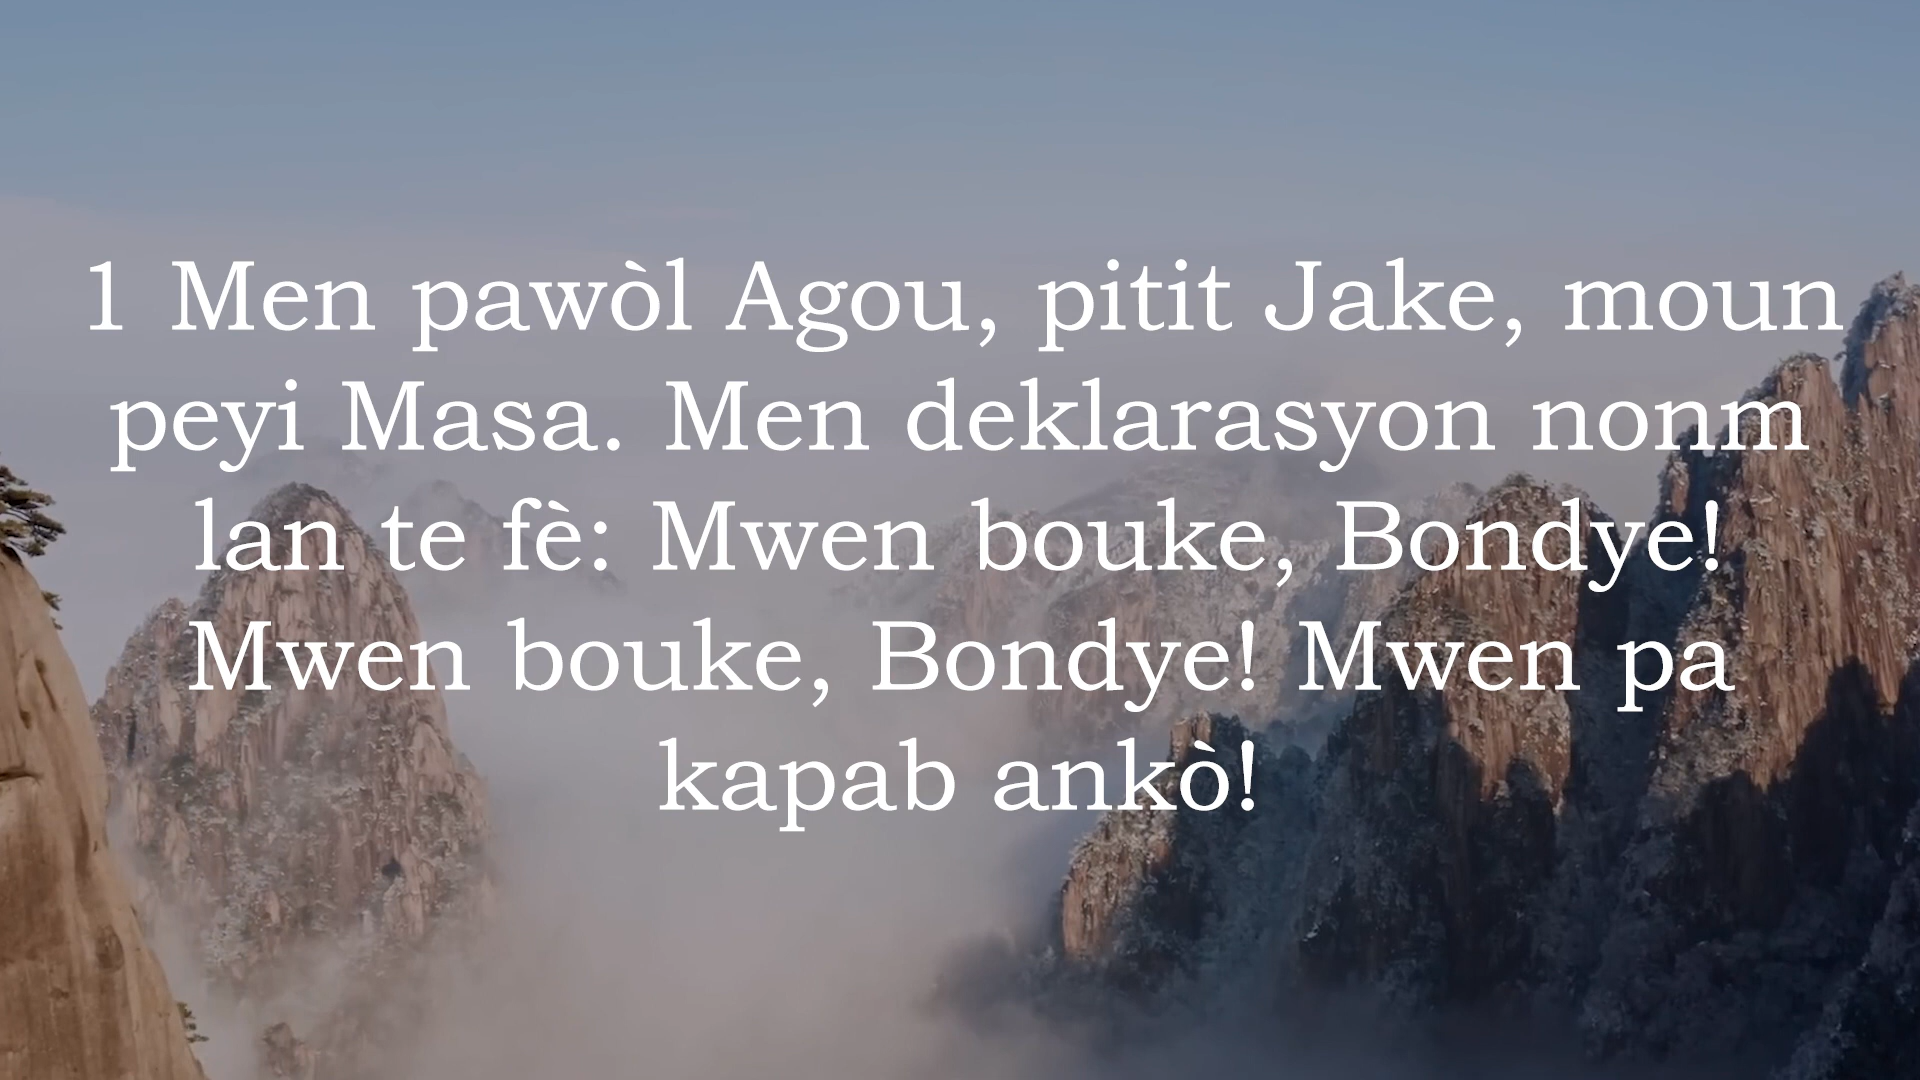 1 Men pawòl Agou, pitit Jake, moun
peyi Masa. Men deklarasyon nonm
lan te fè: Mwen bouke, Bondye!
Mwen bouke, Bondye! Mwen pa
kapab ankò!